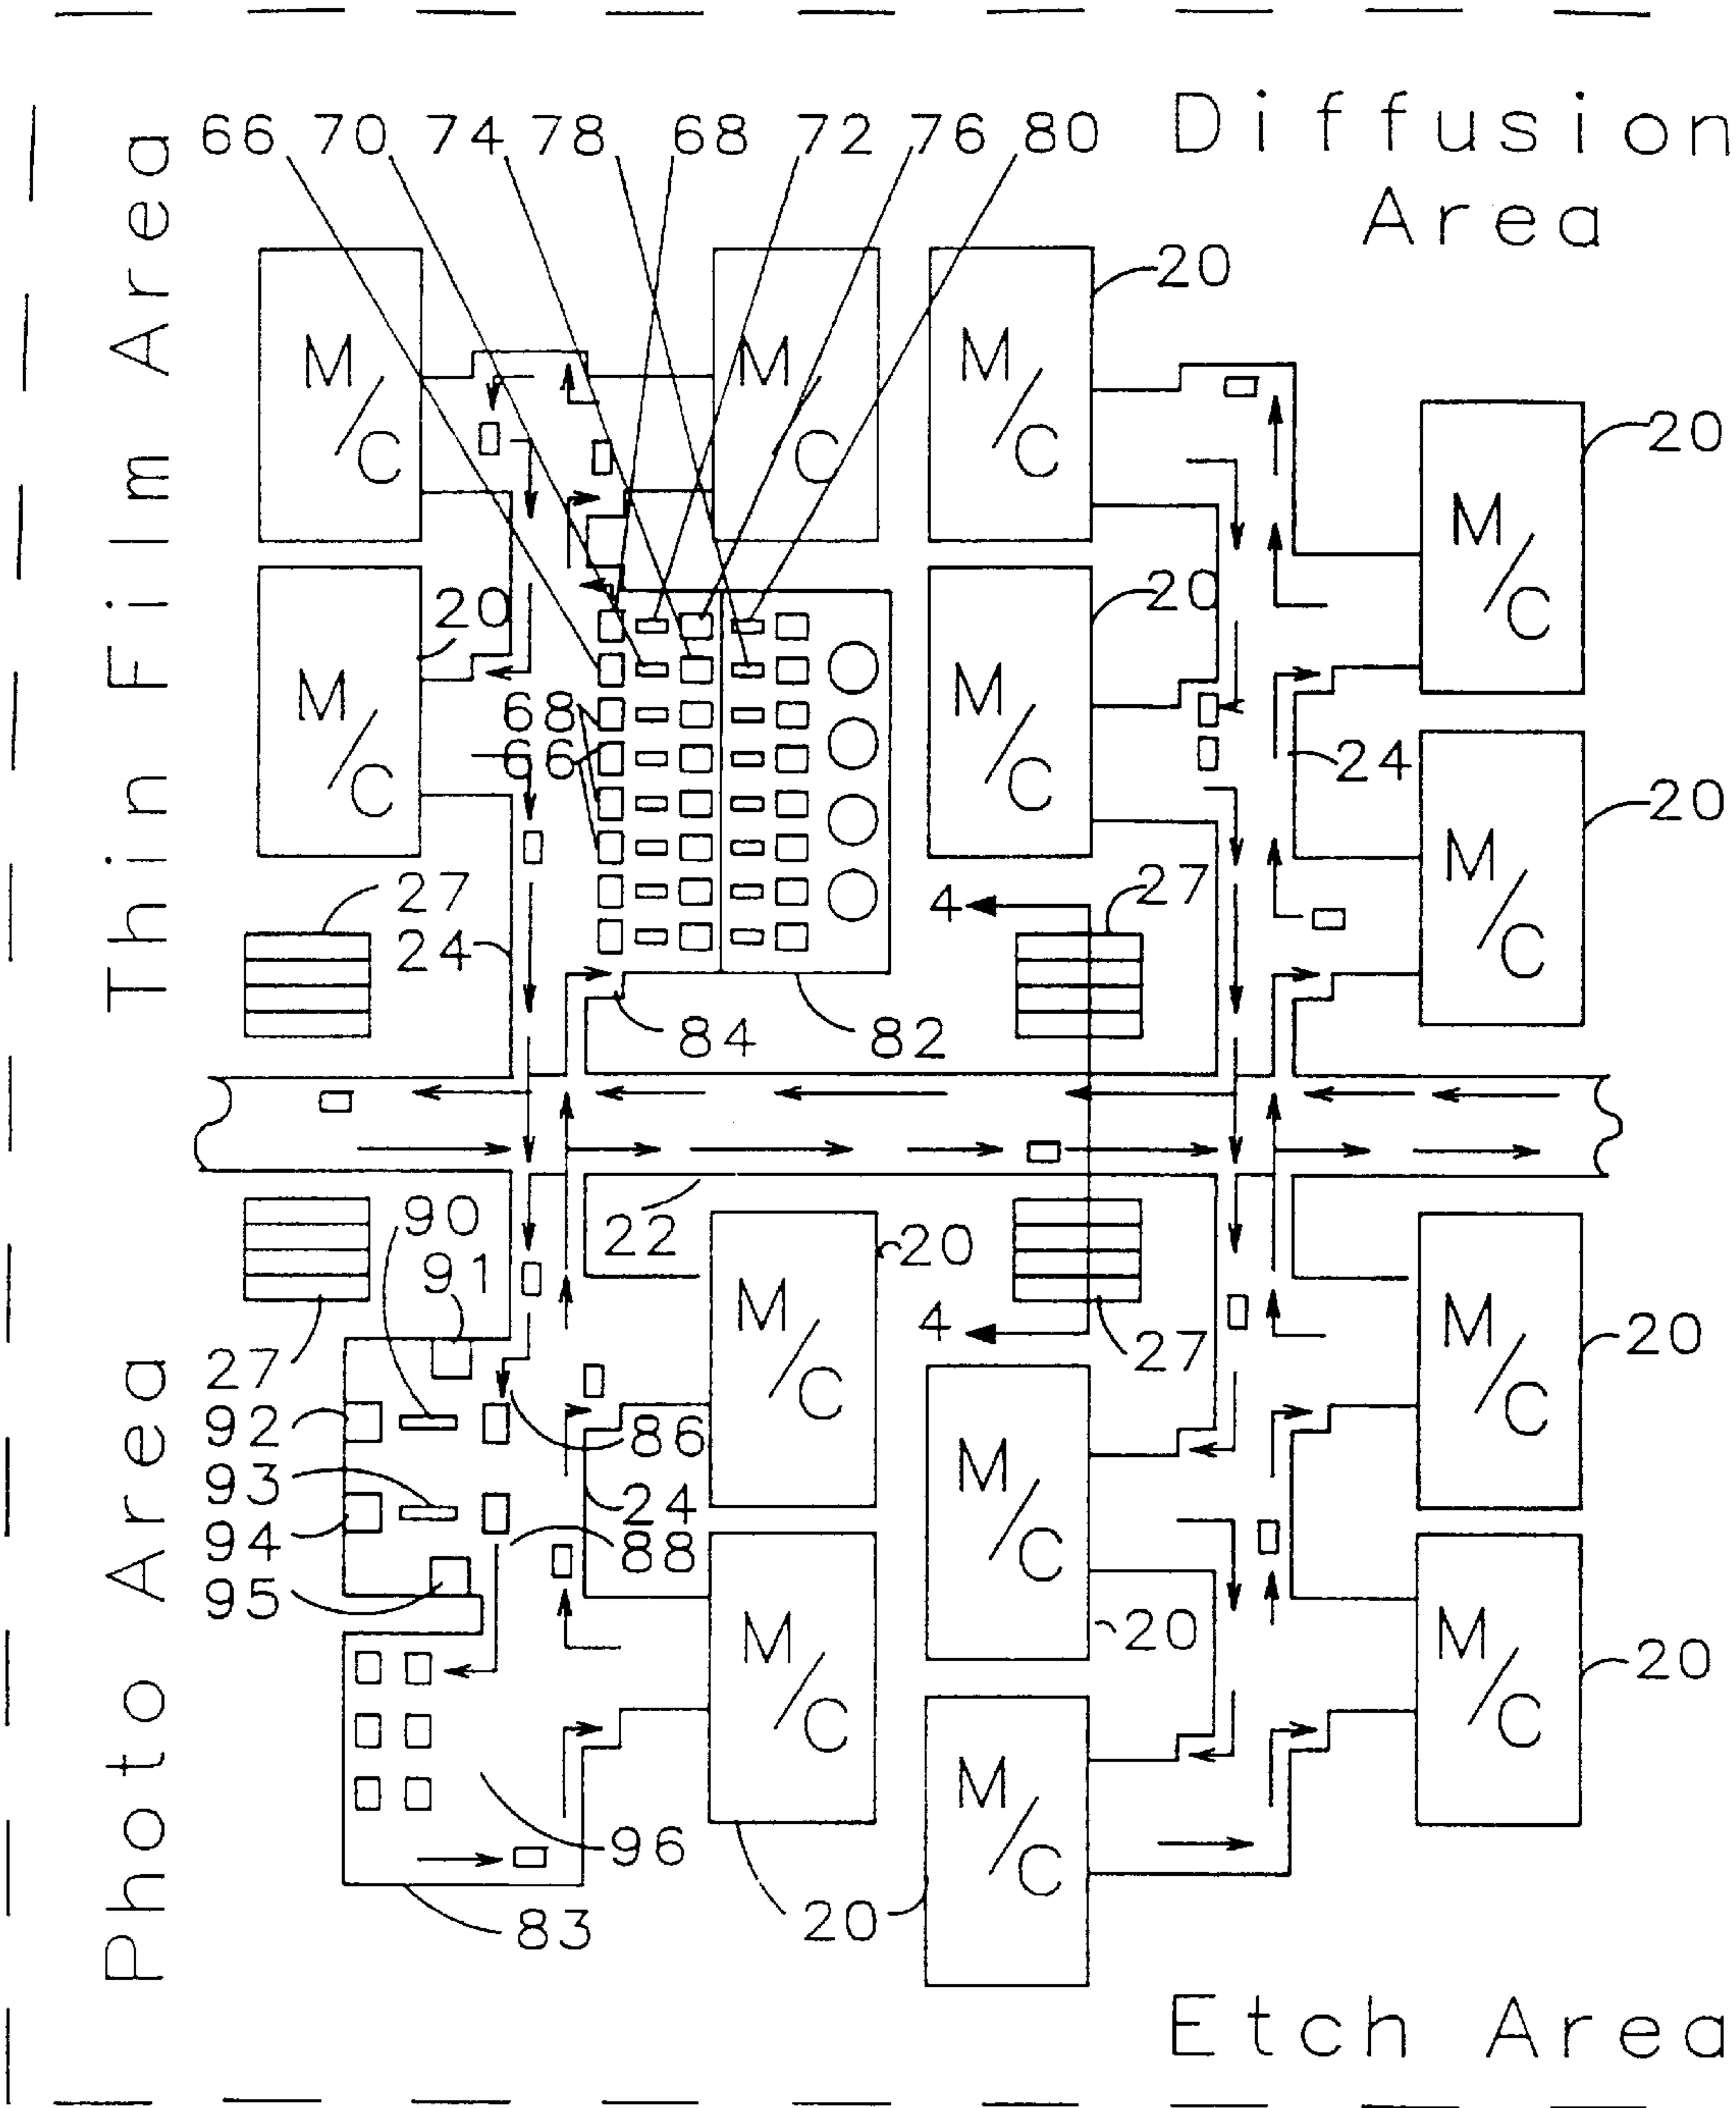 66 70 74 78 68 72 76 80
Diffusion
Area
Thin Film Area
M/C
M/C
M/C
20
M/C
20
20
M/C
20
M/C
20
68
66
24
M/C
20
27
24
4
27
84
82
22
90
91
20
M/C
4
27
M/C
20
27
92
93
94
95
86
24
88
M/C
20
M/C
M/C
20
M/C
96
83
20
Photo Area
Etch Area